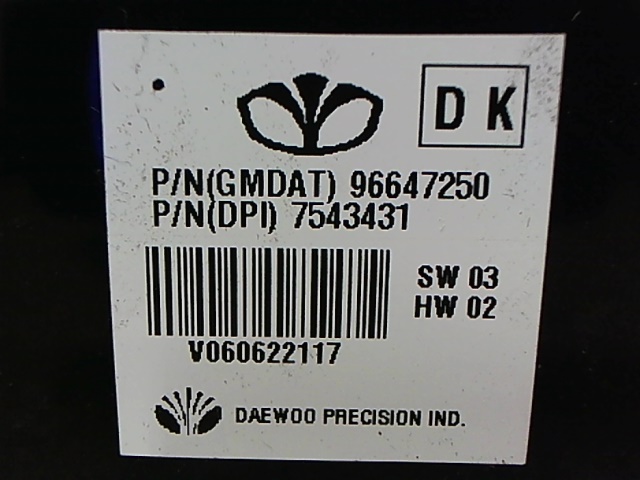 D K
P/N(GMDAT) 96647250
P/N(DPI) 7543431
SW 03
HW 02
V060622117
DAEWOO PRECISION IND.